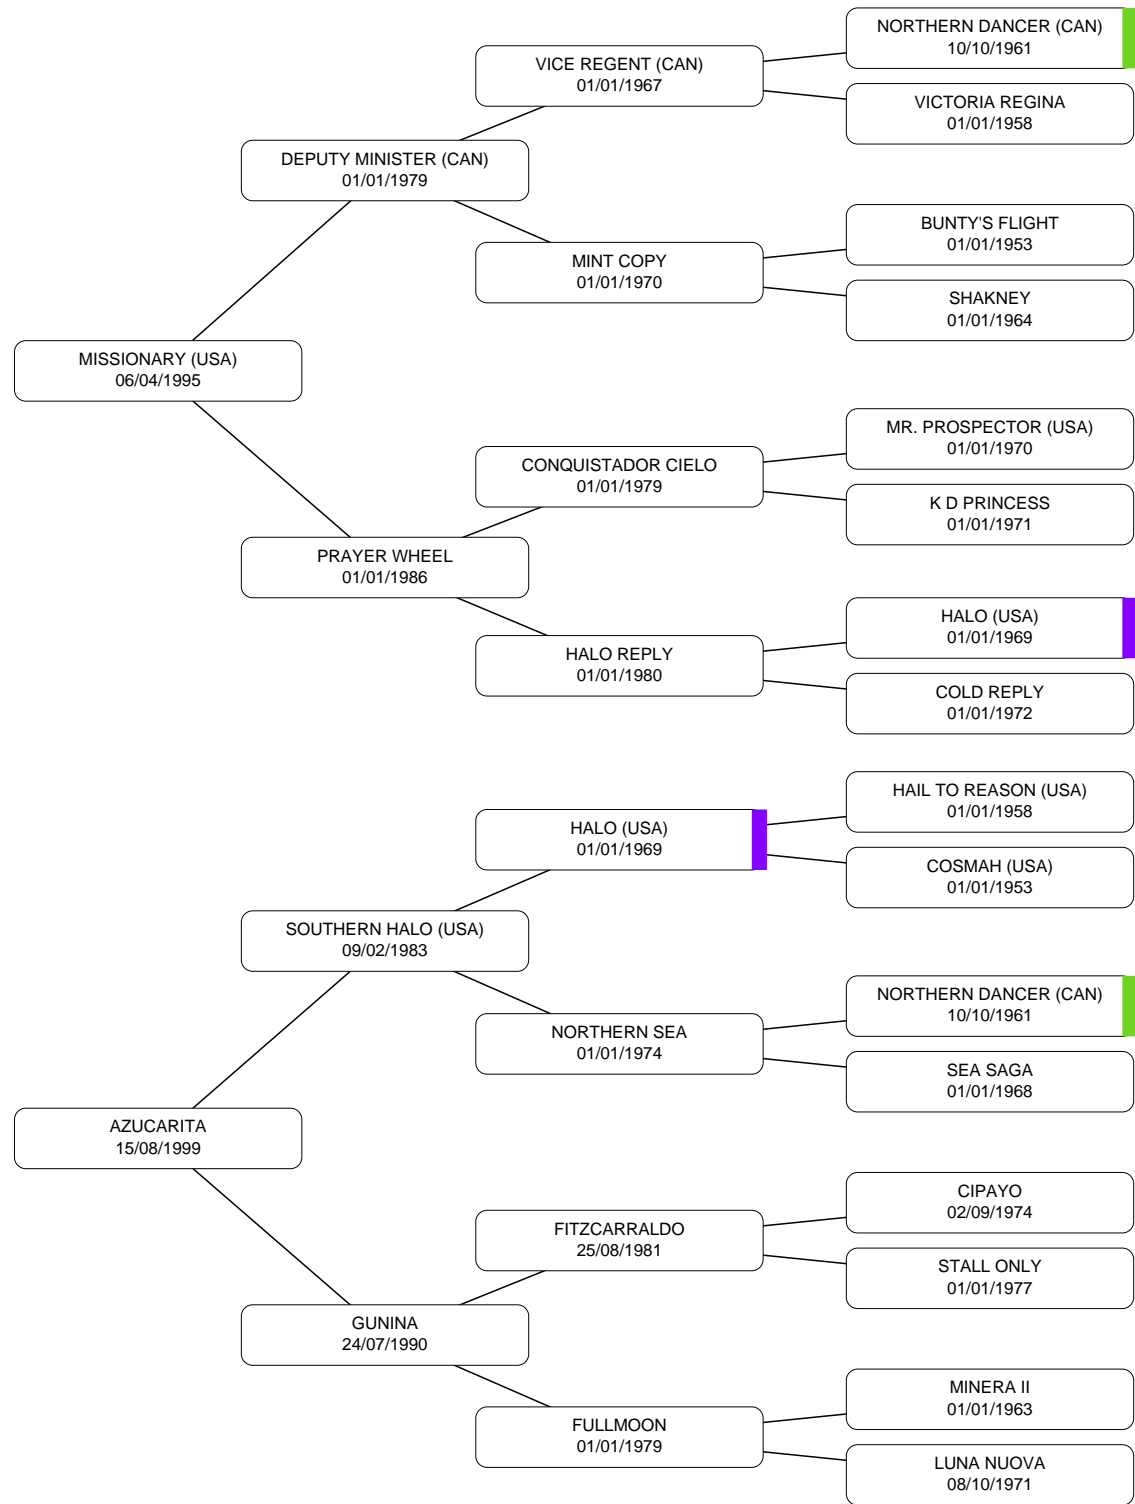 NORTHERN DANCER (CAN)
10/10/1961
VICE REGENT (CAN)
01/01/1967
VICTORIA REGINA
01/01/1958
DEPUTY MINISTER (CAN)
01/01/1979
BUNTY'S FLIGHT
01/01/1953
MINT COPY
01/01/1970
SHAKNEY
01/01/1964
MISSIONARY (USA)
06/04/1995
MR. PROSPECTOR (USA)
01/01/1970
CONQUISTADOR CIELO
01/01/1979
K D PRINCESS
01/01/1971
PRAYER WHEEL
01/01/1986
HALO (USA)
01/01/1969
HALO REPLY
01/01/1980
COLD REPLY
01/01/1972
HAIL TO REASON (USA)
01/01/1958
HALO (USA)
01/01/1969
COSMAH (USA)
01/01/1953
SOUTHERN HALO (USA)
09/02/1983
NORTHERN DANCER (CAN)
10/10/1961
NORTHERN SEA
01/01/1974
SEA SAGA
01/01/1968
AZUCARITA
15/08/1999
CIPAYO
02/09/1974
FITZCARRALDO
25/08/1981
STALL ONLY
01/01/1977
GUNINA
24/07/1990
MINERA II
01/01/1963
FULLMOON
01/01/1979
LUNA NUOVA
08/10/1971